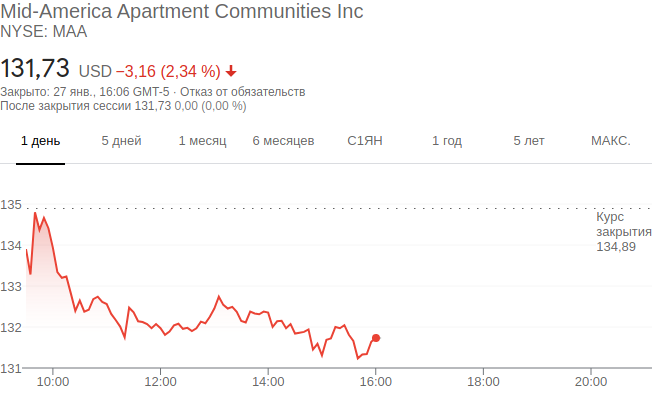 Mid-America Apartment Communities Inc
NYSE: MAA
131,73 USD −3,16 (2,34 %)
Закрыто: 27 янв., 16:06 GMT-5 · Отказ от обязательств
После закрытия сессии 131,73 0,00 (0,00 %)
1 день 5 дней 1 месяц 6 месяцев С1ЯН 1 год 5 лет МАКС.
135
Курс
закрытия
134,89
134
133
132
131
10:00 12:00 14:00 16:00 18:00 20:00